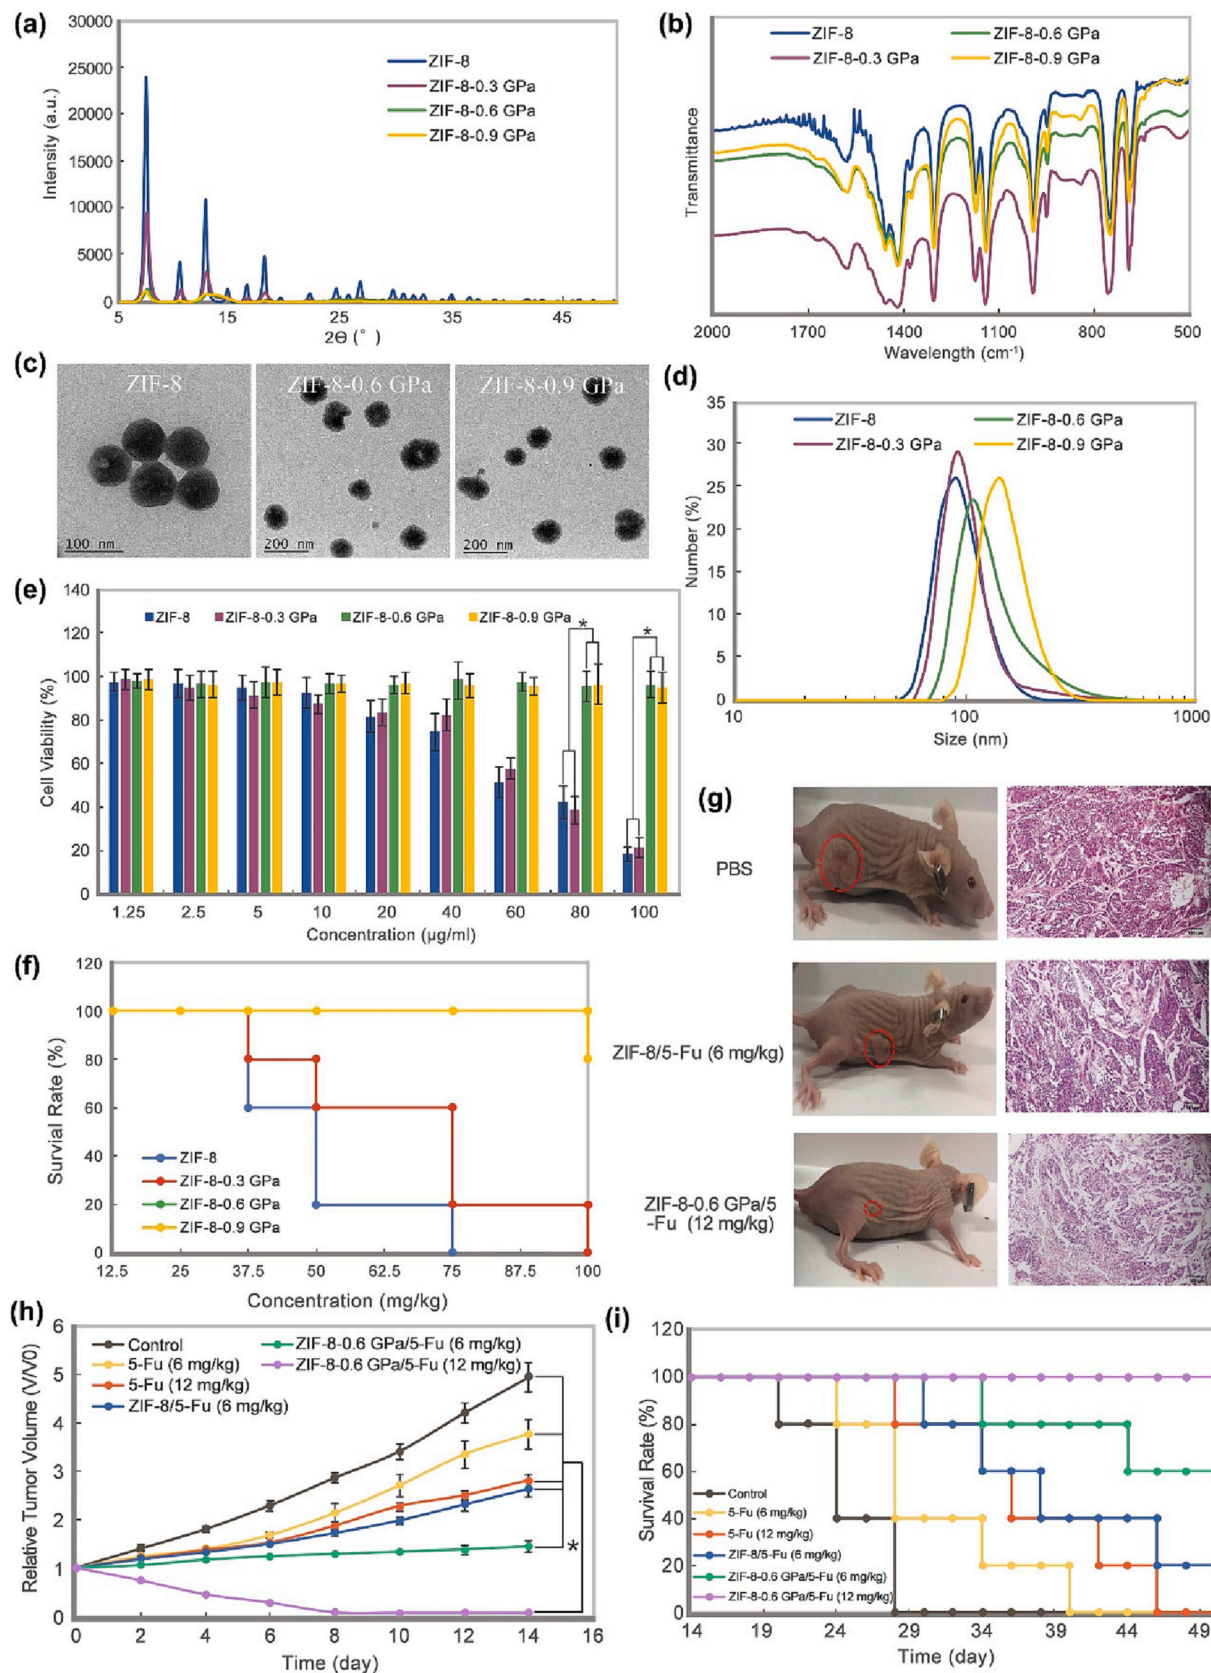 (a)
30000
25000
20000
15000
10000
5000
0
Intensity (a.u.)
ZIF-8
ZIF-8-0.3 GPa
ZIF-8-0.6 GPa
ZIF-8-0.9 GPa
5 15 25 35 45
2Θ (°)
(b)
ZIF-8
ZIF-8-0.3 GPa
ZIF-8-0.6 GPa
ZIF-8-0.9 GPa
Transmittance
2000 1700 1400 1100 800 500
Wavelength (cm⁻¹)
(c)
ZIF-8
100 nm
ZIF-8-0.6 GPa
200 nm
ZIF-8-0.9 GPa
200 nm
(d)
35
30
25
20
15
10
5
0
Number (%)
ZIF-8
ZIF-8-0.3 GPa
ZIF-8-0.6 GPa
ZIF-8-0.9 GPa
10 100 1000
Size (nm)
(e)
140
120
100
80
60
40
20
0
Cell Viability (%)
ZIF-8 ZIF-8-0.3 GPa ZIF-8-0.6 GPa ZIF-8-0.9 GPa
* *
1.25 2.5 5 10 20 40 60 80 100
Concentration (μg/ml)
(f)
120
100
80
60
40
20
0
Survial Rate (%)
ZIF-8
ZIF-8-0.3 GPa
ZIF-8-0.6 GPa
ZIF-8-0.9 GPa
12.5 25 37.5 50 62.5 75 87.5 100
Concentration (mg/kg)
(g)
PBS
ZIF-8/5-Fu (6 mg/kg)
ZIF-8-0.6 GPa/5
-Fu (12 mg/kg)
(h)
6
5
4
3
2
1
0
Relative Tumor Volume (V/V0)
Control
5-Fu (6 mg/kg)
5-Fu (12 mg/kg)
ZIF-8/5-Fu (6 mg/kg)
ZIF-8-0.6 GPa/5-Fu (6 mg/kg)
ZIF-8-0.6 GPa/5-Fu (12 mg/kg)
*
0 2 4 6 8 10 12 14 16
Time (day)
(i)
120
100
80
60
40
20
0
Survival Rate (%)
Control
5-Fu (6 mg/kg)
5-Fu (12 mg/kg)
ZIF-8/5-Fu (6 mg/kg)
ZIF-8-0.6 GPa/5-Fu (6 mg/kg)
ZIF-8-0.6 GPa/5-Fu (12 mg/kg)
14 19 24 29 34 39 44 49
Time (day)